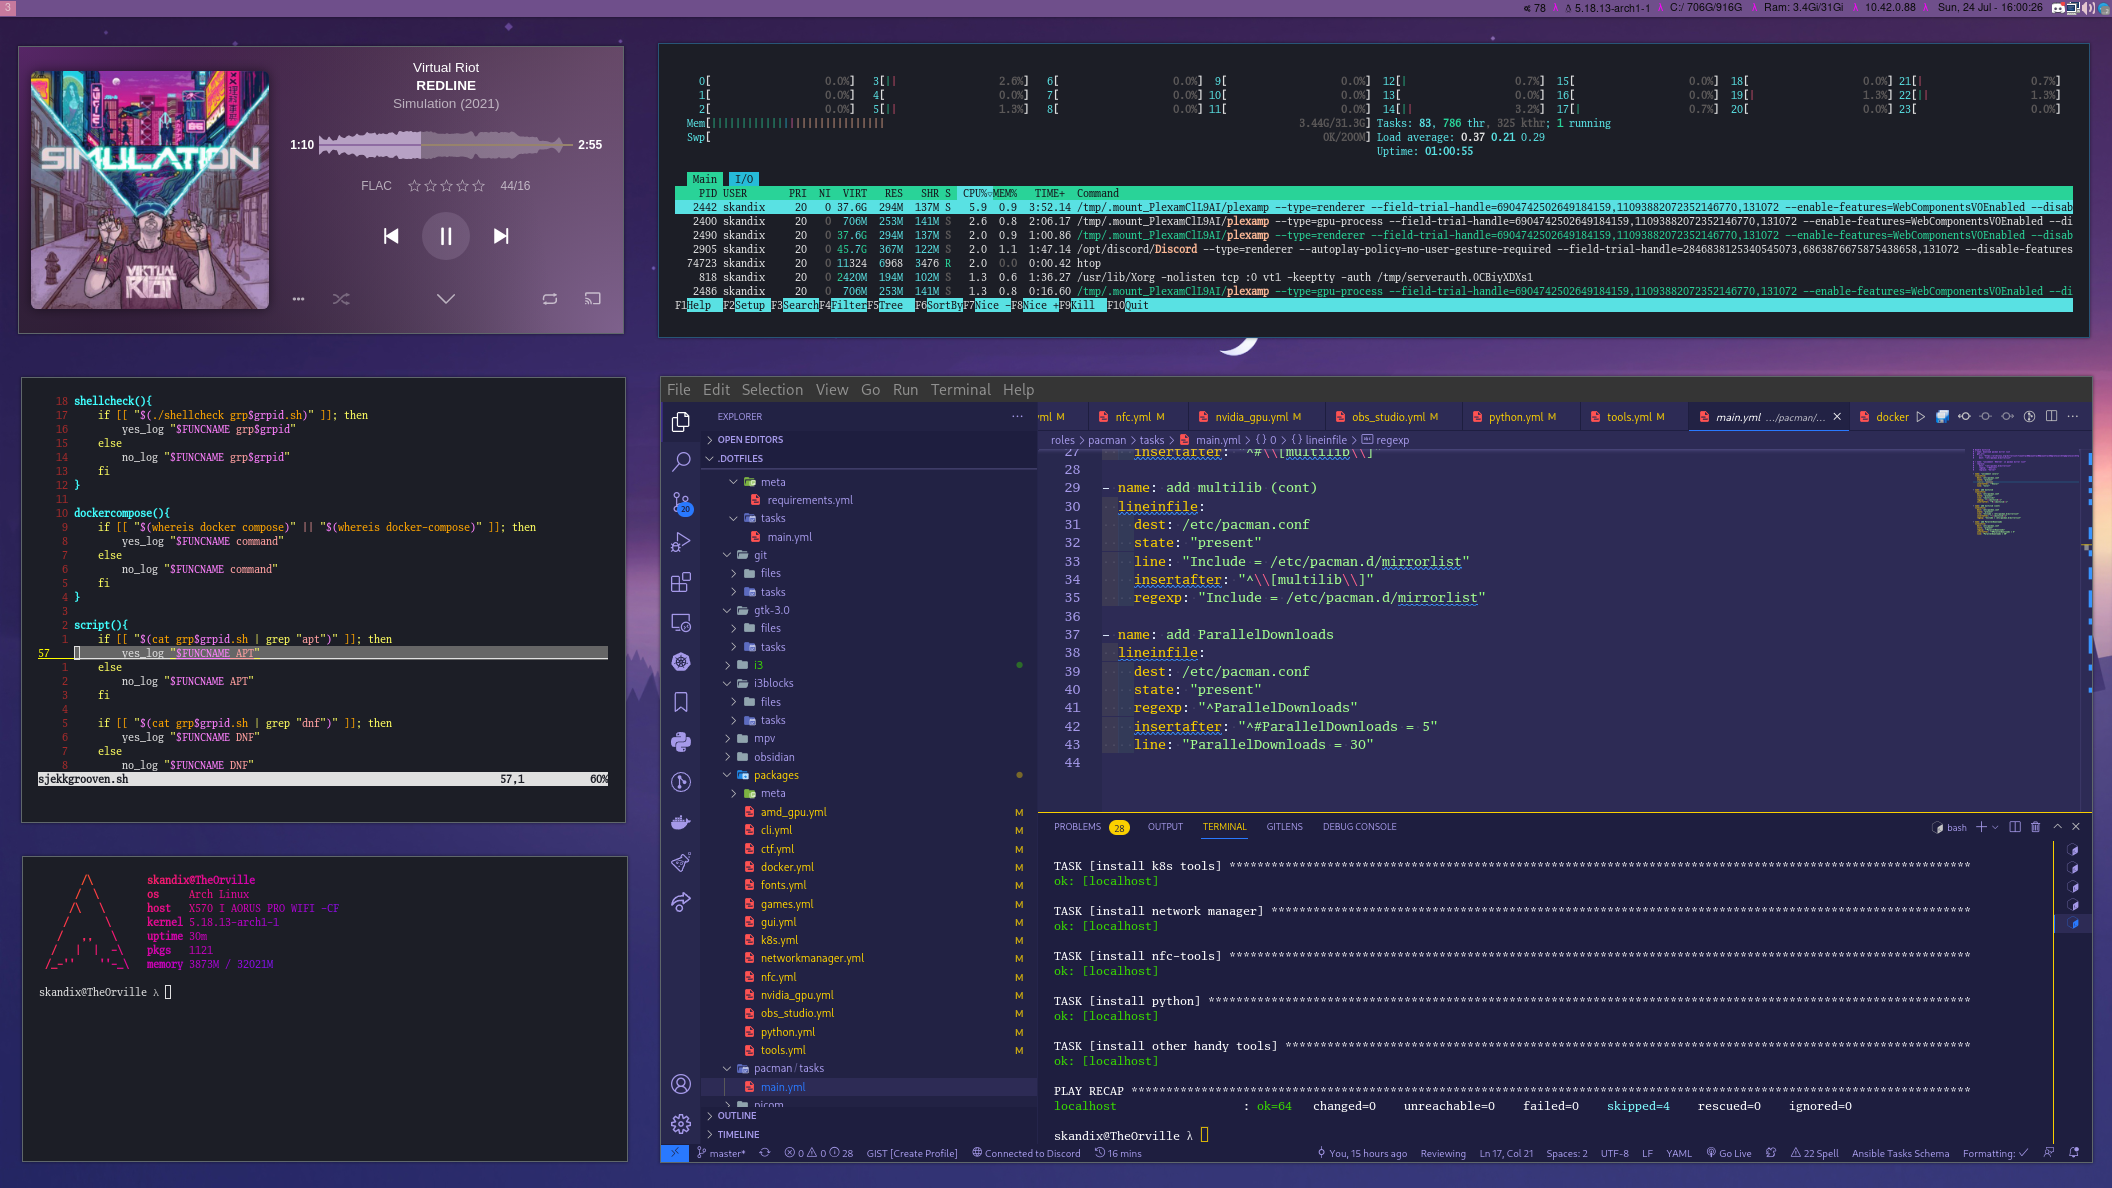 3
78 5.18.13-arch1-1 C:/ 706G/916G Ram: 3.4Gi/31Gi 10.42.0.88 Sun, 24 Jul - 16:00:26
SIMULATION
VIRTUAL RIOT
Virtual Riot
REDLINE
Simulation (2021)
1:10 2:55
FLAC ☆☆☆☆☆ 44/16
0[ 0.0%] 3[|| 2.6%] 6[ 0.0%] 9[ 0.0%] 12[| 0.7%] 15[ 0.0%] 18[ 0.0%] 21[| 0.7%]
1[ 0.0%] 4[ 0.0%] 7[ 0.0%] 10[ 0.0%] 13[ 0.0%] 16[ 0.0%] 19[| 1.3%] 22[|| 1.3%]
2[ 0.0%] 5[|| 1.3%] 8[ 0.0%] 11[ 0.0%] 14[|| 3.2%] 17[| 0.7%] 20[ 0.0%] 23[ 0.0%]
Mem[||||||||||||||||||||||||||||| 3.44G/31.3G] Tasks: 83, 786 thr, 325 kthr; 1 running
Swp[ 0K/200M] Load average: 0.37 0.21 0.29
Uptime: 01:00:55
Main I/O
PID USER PRI NI VIRT RES SHR S CPU%▽MEM% TIME+ Command
2442 skandix 20 0 37.6G 294M 137M S 5.9 0.9 3:52.14 /tmp/.mount_PlexamClL9AI/plexamp --type=renderer --field-trial-handle=6904742502649184159,11093882072352146770,131072 --enable-features=WebComponentsV0Enabled --disab
2400 skandix 20 0 706M 253M 141M S 2.6 0.8 2:06.17 /tmp/.mount_PlexamClL9AI/plexamp --type=gpu-process --field-trial-handle=6904742502649184159,11093882072352146770,131072 --enable-features=WebComponentsV0Enabled --di
2490 skandix 20 0 37.6G 294M 137M S 2.0 0.9 1:00.86 /tmp/.mount_PlexamClL9AI/plexamp --type=renderer --field-trial-handle=6904742502649184159,11093882072352146770,131072 --enable-features=WebComponentsV0Enabled --disab
2905 skandix 20 0 45.7G 367M 122M S 2.0 1.1 1:47.14 /opt/discord/Discord --type=renderer --autoplay-policy=no-user-gesture-required --field-trial-handle=2846838125340545073,6863876675875438658,131072 --disable-features
74723 skandix 20 0 11324 6968 3476 R 2.0 0.0 0:00.42 htop
818 skandix 20 0 2420M 194M 102M S 1.3 0.6 1:36.27 /usr/lib/Xorg -nolisten tcp :0 vt1 -keeptty -auth /tmp/serverauth.OCBiyXDXs1
2486 skandix 20 0 706M 253M 141M S 1.3 0.8 0:16.60 /tmp/.mount_PlexamClL9AI/plexamp --type=gpu-process --field-trial-handle=6904742502649184159,11093882072352146770,131072 --enable-features=WebComponentsV0Enabled --di
F1Help F2Setup F3SearchF4FilterF5Tree F6SortByF7Nice -F8Nice +F9Kill F10Quit
18 shellcheck(){
17 if [[ "$(./shellcheck grp$grpid.sh)" ]]; then
16 yes_log "$FUNCNAME grp$grpid"
15 else
14 no_log "$FUNCNAME grp$grpid"
13 fi
12 }
11
10 dockercompose(){
9 if [[ "$(whereis docker compose)" || "$(whereis docker-compose)" ]]; then
8 yes_log "$FUNCNAME command"
7 else
6 no_log "$FUNCNAME command"
5 fi
4 }
3
2 script(){
1 if [[ "$(cat grp$grpid.sh | grep "apt")" ]]; then
57 yes_log "$FUNCNAME APT"
1 else
2 no_log "$FUNCNAME APT"
3 fi
4
5 if [[ "$(cat grp$grpid.sh | grep "dnf")" ]]; then
6 yes_log "$FUNCNAME DNF"
7 else
8 no_log "$FUNCNAME DNF"
sjekkgrooven.sh 57,1 60%
skandix@TheOrville
os Arch Linux
host X570 I AORUS PRO WIFI -CF
kernel 5.18.13-arch1-1
uptime 30m
pkgs 1121
memory 3873M / 32021M
skandix@TheOrville λ
File Edit Selection View Go Run Terminal Help
EXPLORER ···
OPEN EDITORS
.DOTFILES
meta
requirements.yml
tasks
main.yml
git
files
tasks
gtk-3.0
files
tasks
i3
i3blocks
files
tasks
mpv
obsidian
packages
meta
amd_gpu.yml M
cli.yml M
ctf.yml M
docker.yml M
fonts.yml M
games.yml M
gui.yml M
k8s.yml M
networkmanager.yml M
nfc.yml M
nvidia_gpu.yml M
obs_studio.yml M
python.yml M
tools.yml M
pacman/tasks
main.yml
picom
OUTLINE
TIMELINE
20
yml M nfc.yml M nvidia_gpu.yml M obs_studio.yml M python.yml M tools.yml M main.yml .../pacman/... docker
roles > pacman > tasks > main.yml > {} 0 > {} lineinfile > regexp
27 insertafter: "^#\\[multilib\\]"
28
29 - name: add multilib (cont)
30 lineinfile:
31 dest: /etc/pacman.conf
32 state: "present"
33 line: "Include = /etc/pacman.d/mirrorlist"
34 insertafter: "^\\[multilib\\]"
35 regexp: "Include = /etc/pacman.d/mirrorlist"
36
37 - name: add ParallelDownloads
38 lineinfile:
39 dest: /etc/pacman.conf
40 state: "present"
41 regexp: "^ParallelDownloads"
42 insertafter: "^#ParallelDownloads = 5"
43 line: "ParallelDownloads = 30"
44
PROBLEMS 28 OUTPUT TERMINAL GITLENS DEBUG CONSOLE bash
TASK [install k8s tools] **********
ok: [localhost]
TASK [install network manager] **********
ok: [localhost]
TASK [install nfc-tools] **********
ok: [localhost]
TASK [install python] **********
ok: [localhost]
TASK [install other handy tools] **********
ok: [localhost]
PLAY RECAP **********
localhost : ok=64 changed=0 unreachable=0 failed=0 skipped=4 rescued=0 ignored=0
skandix@TheOrville λ
master* 0 0 28 GIST [Create Profile] Connected to Discord 16 mins You, 15 hours ago Reviewing Ln 17, Col 21 Spaces: 2 UTF-8 LF YAML Go Live 22 Spell Ansible Tasks Schema Formatting: ✓